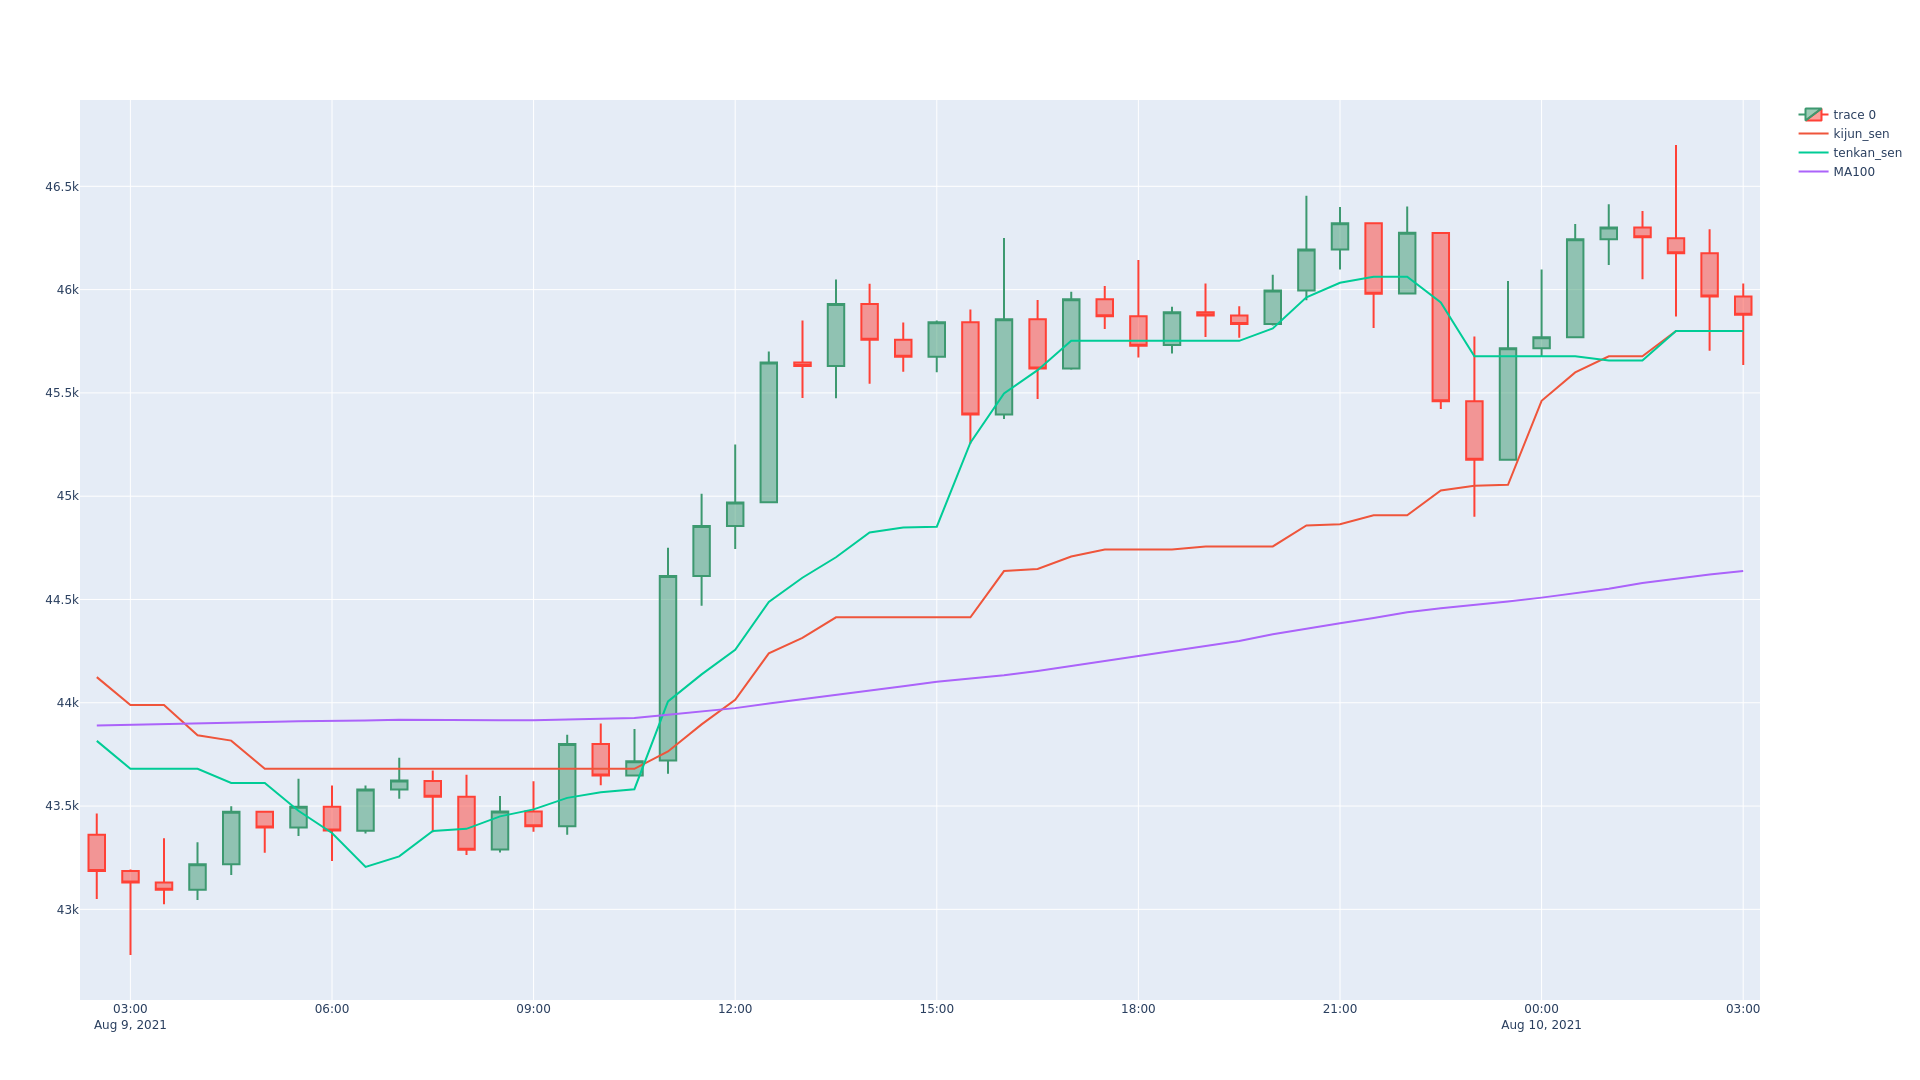 trace 0
kijun_sen
tenkan_sen
MA100
46.5k
46k
45.5k
45k
44.5k
44k
43.5k
43k
03:00 06:00 09:00 12:00 15:00 18:00 21:00 00:00 03:00
Aug 9, 2021 Aug 10, 2021